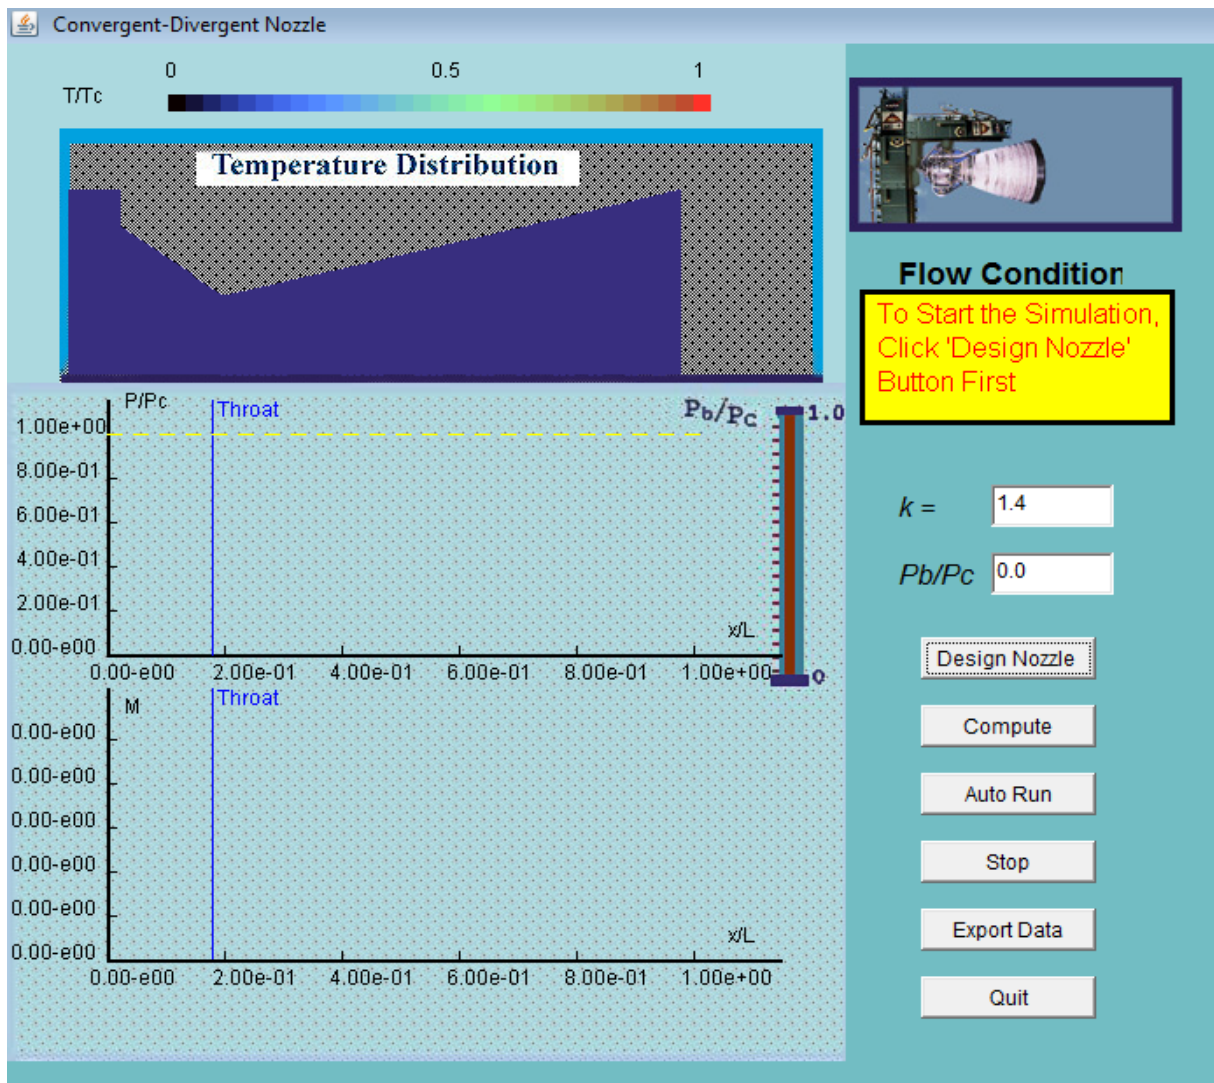 Convergent-Divergent Nozzle
0 0.5 1
T/Tc
Temperature Distribution
Flow Condition
To Start the Simulation,
Click 'Design Nozzle'
Button First
P/Pc
Throat
Pb/Pc
1.0
1.00e+00
8.00e-01
6.00e-01
4.00e-01
2.00e-01
0.00-e00
x/L
0.00-e00 2.00e-01 4.00e-01 6.00e-01 8.00e-01 1.00e+00
0
M
Throat
0.00-e00
0.00-e00
0.00-e00
0.00-e00
0.00-e00
0.00-e00
x/L
0.00-e00 2.00e-01 4.00e-01 6.00e-01 8.00e-01 1.00e+00
k = 1.4
Pb/Pc 0.0
Design Nozzle
Compute
Auto Run
Stop
Export Data
Quit